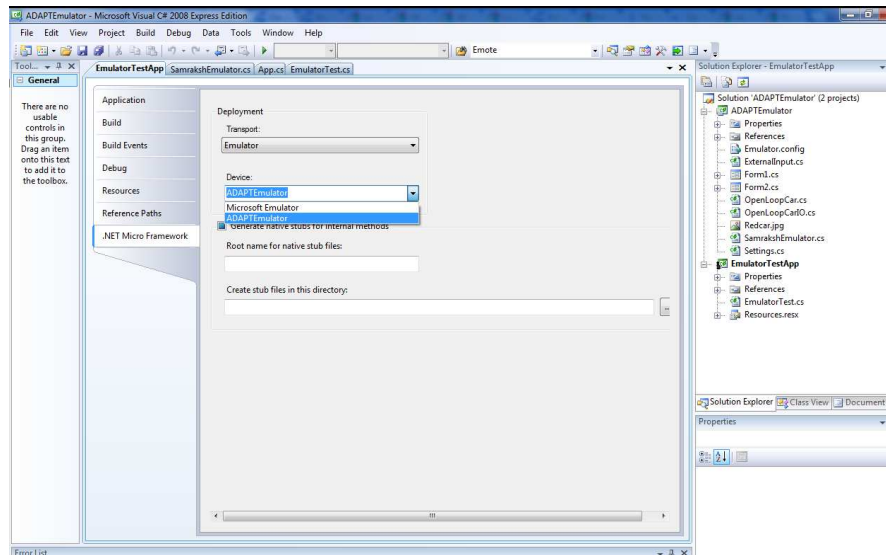 ADAPTEmulator - Microsoft Visual C# 2008 Express Edition
File Edit View Project Build Debug Data Tools Window Help
Emote
Tool...
EmulatorTestApp SamrakshEmulator.cs App.cs EmulatorTest.cs
Solution Explorer - EmulatorTestApp
General
There are no
usable
controls in
this group.
Drag an item
onto this text
to add it to
the toolbox.
Application
Build
Build Events
Debug
Resources
Reference Paths
.NET Micro Framework
Deployment
Transport:
Emulator
Device:
ADAPTEmulator
Microsoft Emulator
ADAPTEmulator
Generate native stubs for internal methods
Root name for native stub files:
Create stub files in this directory:
...
Solution 'ADAPTEmulator' (2 projects)
ADAPTEmulator
Properties
References
Emulator.config
ExternalInput.cs
Form1.cs
Form2.cs
OpenLoopCar.cs
OpenLoopCarIO.cs
Redcar.jpg
SamrakshEmulator.cs
Settings.cs
EmulatorTestApp
Properties
References
EmulatorTest.cs
Resources.resx
Solution Explorer Class View Document
Properties
Error List